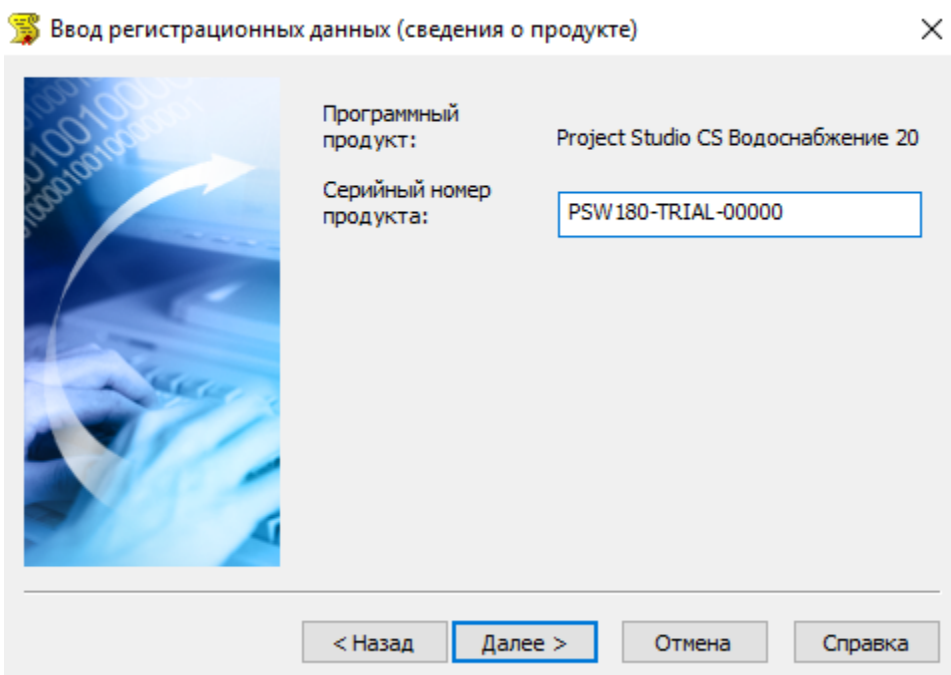 Ввод регистрационных данных (сведения о продукте)
Программный
продукт:
Project Studio CS Водоснабжение 20
Серийный номер
продукта:
PSW180-TRIAL-00000
< Назад
Далее >
Отмена
Справка